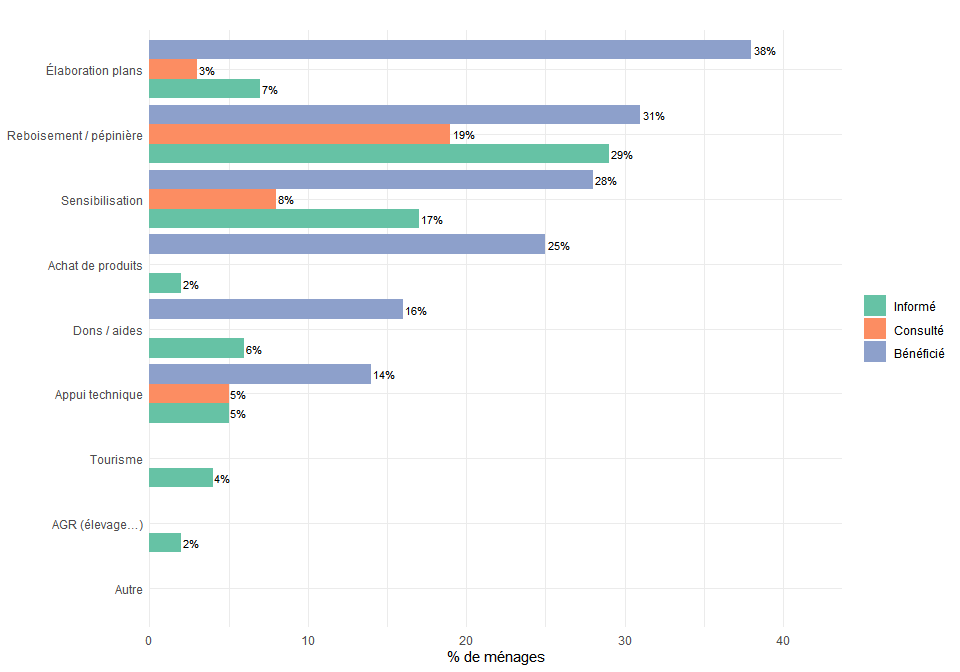 38%
Élaboration plans
3%
7%
31%
Reboisement / pépinière
19%
29%
28%
Sensibilisation
8%
17%
25%
Achat de produits
2%
16%
Dons / aides
6%
14%
Appui technique
5%
5%
Tourisme
4%
AGR (élevage…)
2%
Autre
0 10 20 30 40
% de ménages
Informé
Consulté
Bénéficié